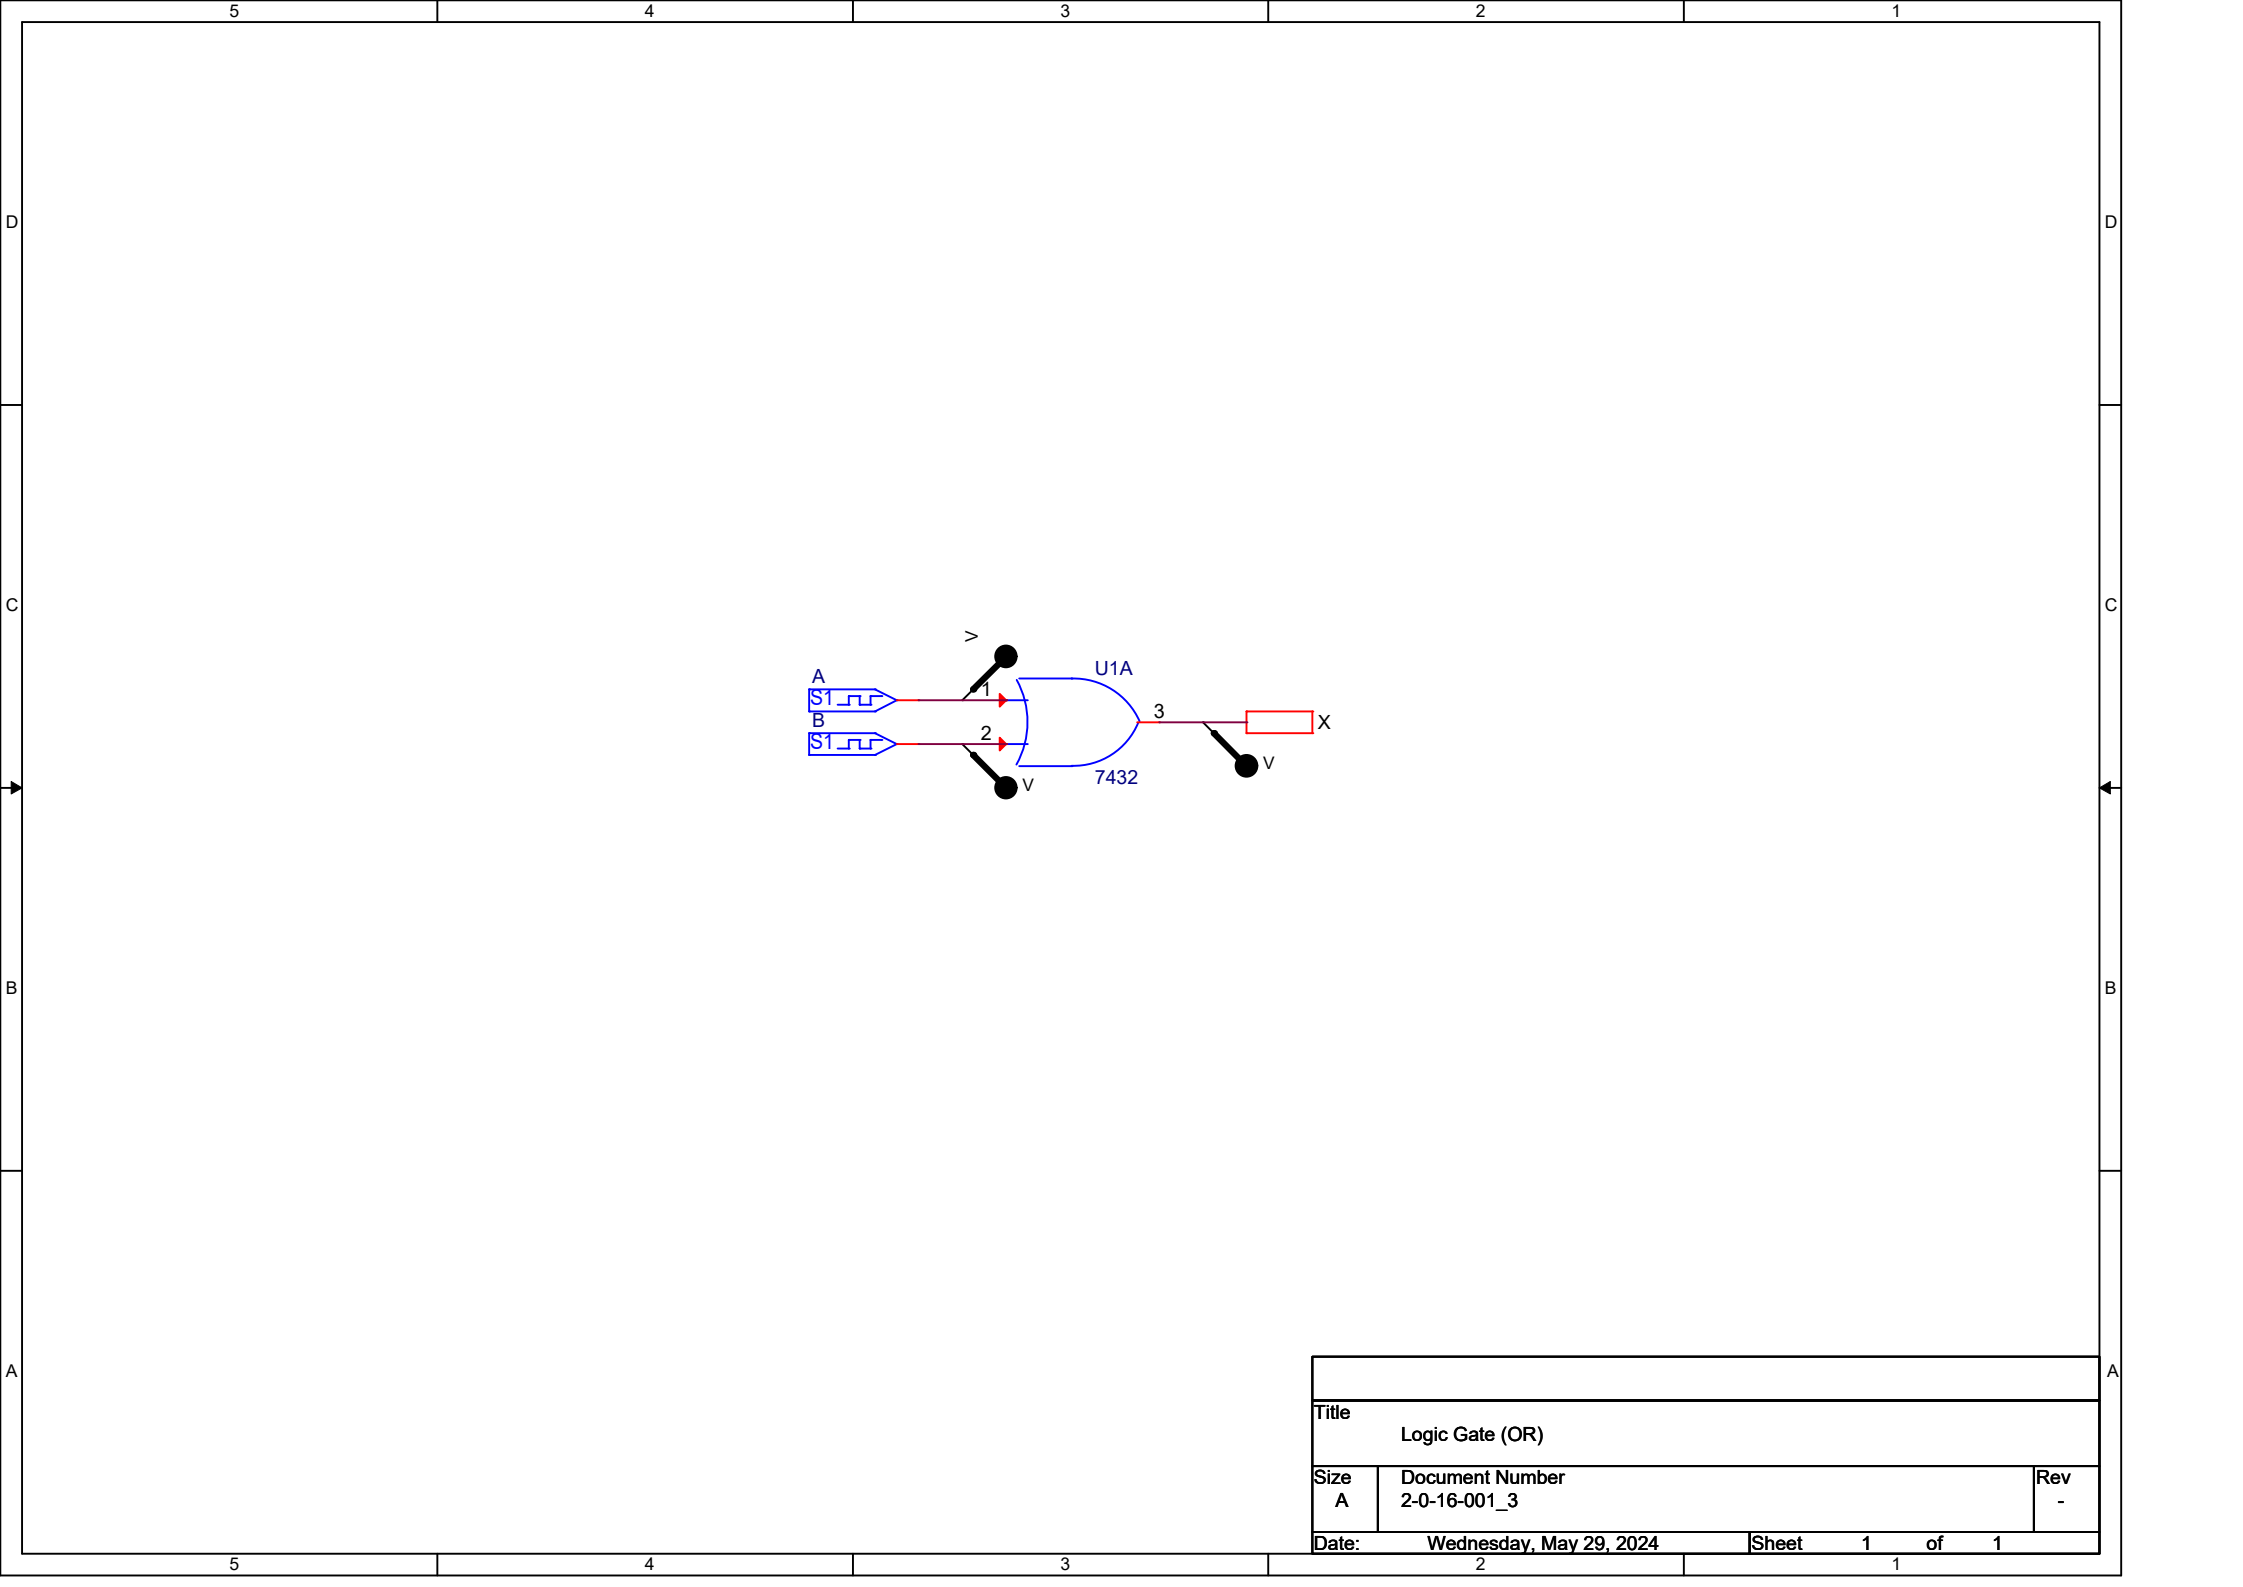 5 4 3 2 1
D D
C C
V
A U1A
S1 1
B 3 X
S1 2
V
7432
V
B B
A A
Title
Logic Gate (OR)
Size Document Number Rev
A 2-0-16-001_3 -
Date: Wednesday, May 29, 2024 Sheet 1 of 1
5 4 3 2 1